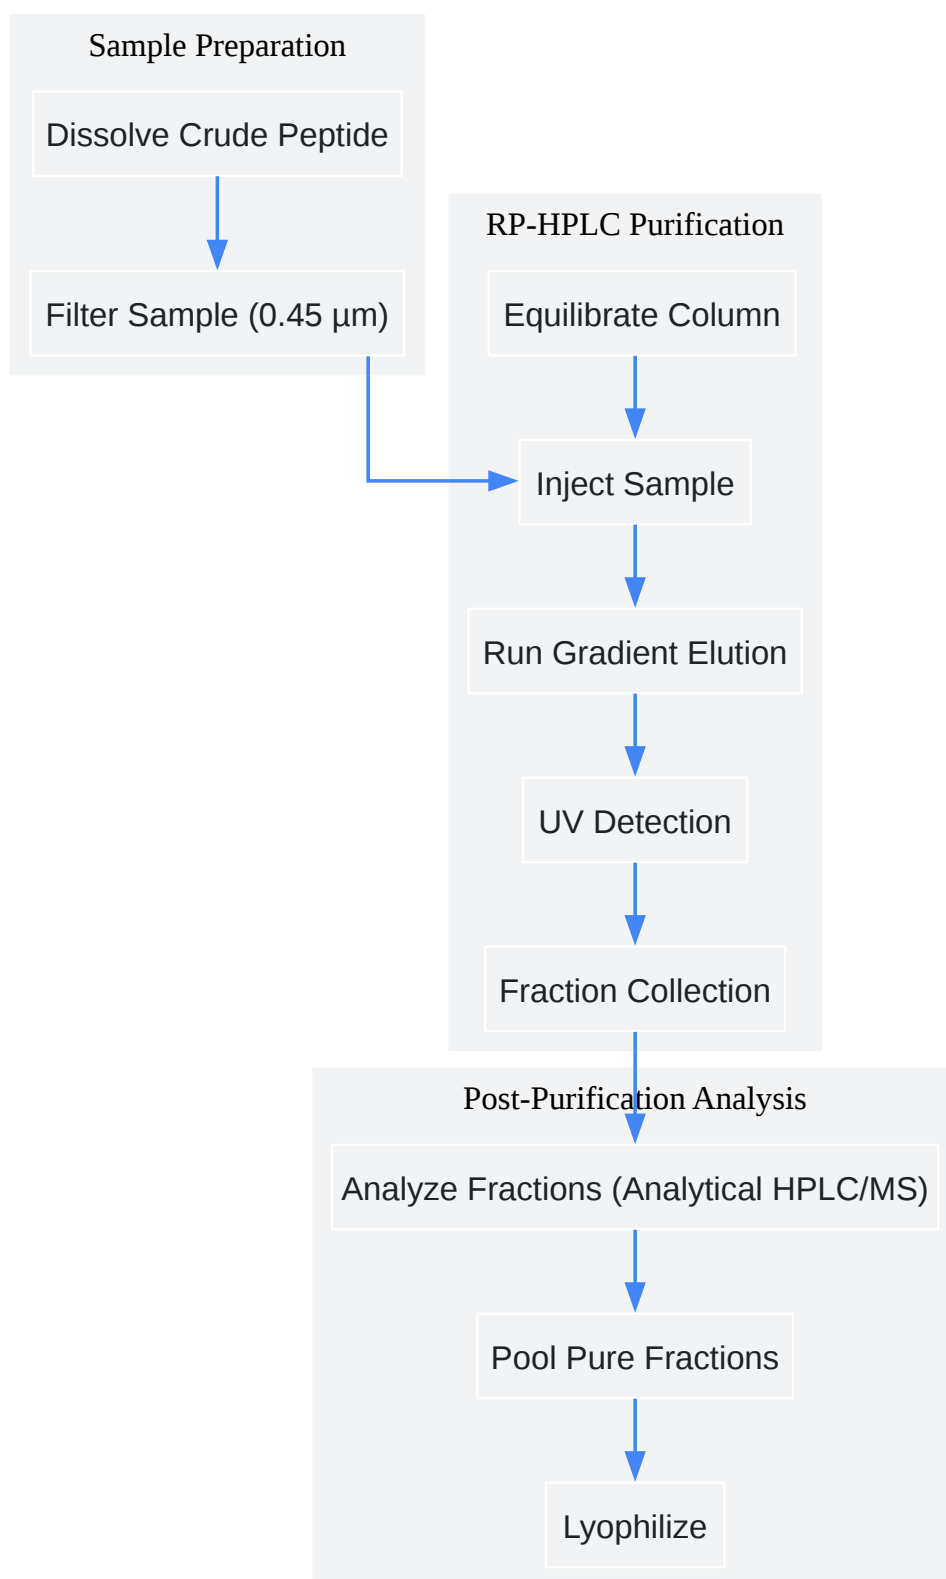 Sample Preparation
Dissolve Crude Peptide
Filter Sample (0.45 µm)
RP-HPLC Purification
Equilibrate Column
Inject Sample
Run Gradient Elution
UV Detection
Fraction Collection
Post-Purification Analysis
Analyze Fractions (Analytical HPLC/MS)
Pool Pure Fractions
Lyophilize